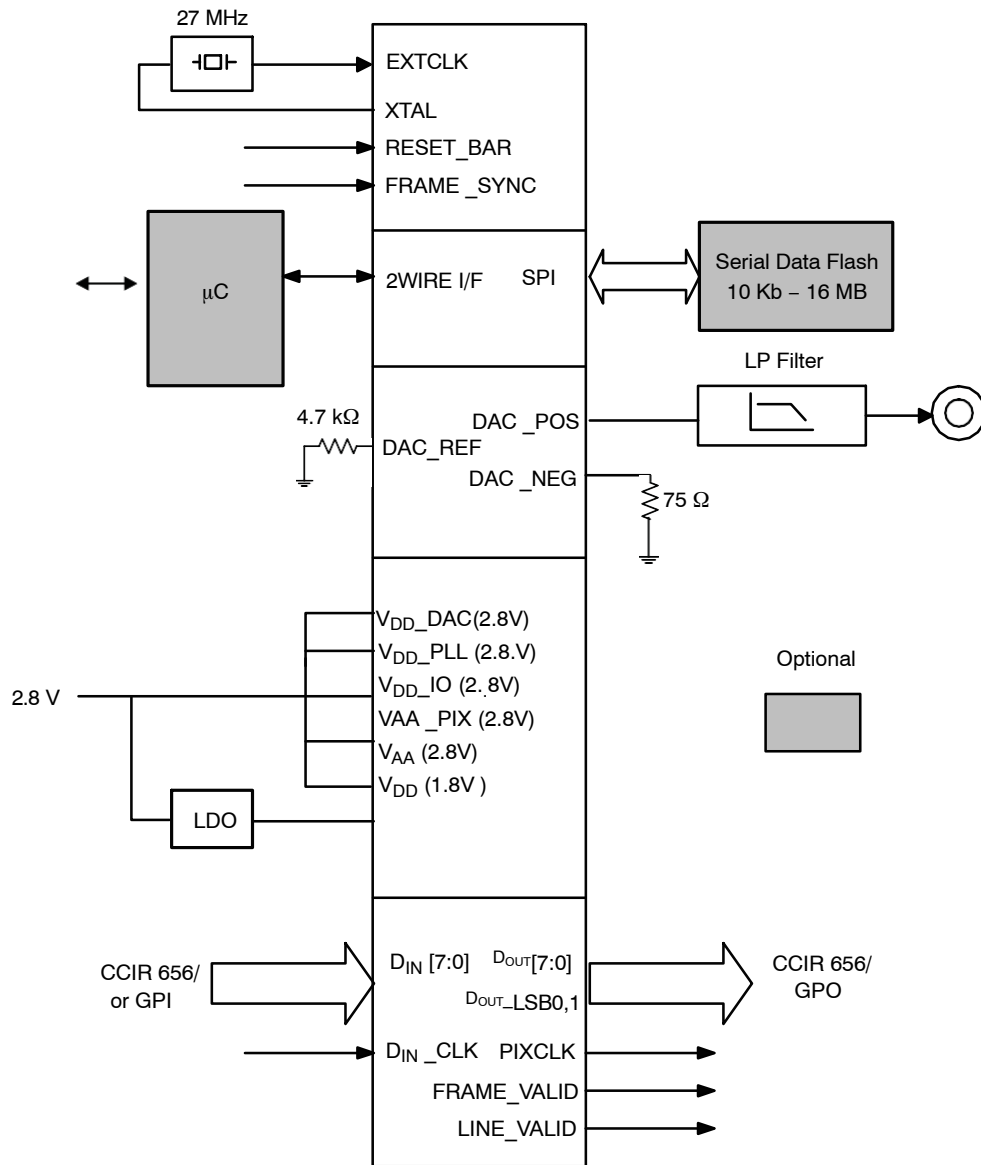 27 MHz
EXTCLK
XTAL
RESET_BAR
FRAME _SYNC
μC
2WIRE I/F
SPI
Serial Data Flash
10 Kb – 16 MB
LP Filter
4.7 kΩ
DAC_REF
DAC _POS
DAC _NEG
75 Ω
2.8 V
VDD_DAC(2.8V)
VDD_PLL (2.8.V)
VDD_IO (2..8V)
VAA _PIX (2.8V)
VAA (2.8V)
VDD (1.8V )
LDO
Optional
CCIR 656/
or GPI
DIN [7:0]
DOUT[7:0]
DOUT_LSB0,1
CCIR 656/
GPO
DIN _CLK
PIXCLK
FRAME_VALID
LINE_VALID